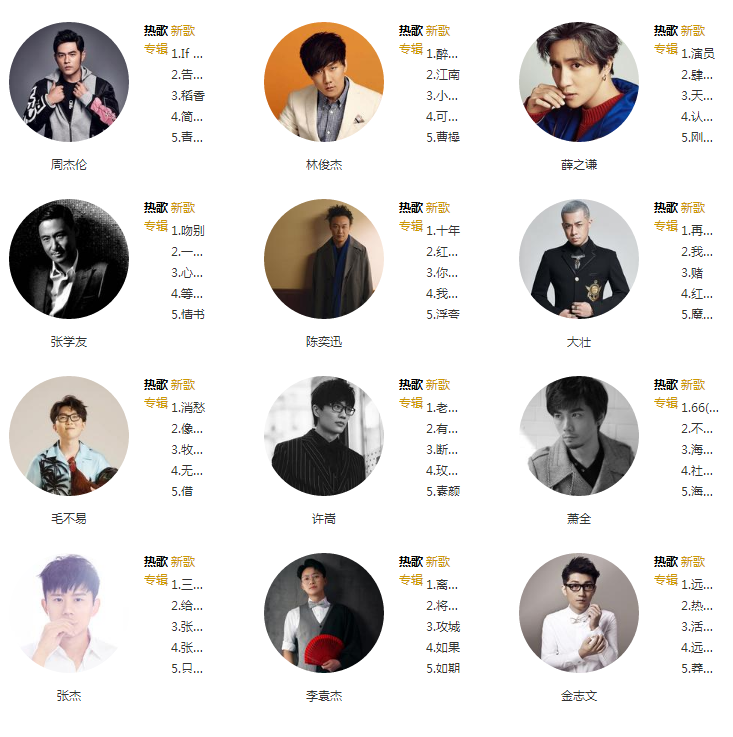 热歌 新歌
专辑
1.If ...
2.告...
3.稻香
4.简...
5.青...
周杰伦
热歌 新歌
专辑
1.醉...
2.江南
3.小...
4.可...
5.曹操
林俊杰
热歌 新歌
专辑
1.演员
2.肆...
3.天...
4.认...
5.刚...
薛之谦
热歌 新歌
专辑
1.吻别
2.一...
3.心...
4.等...
5.情书
张学友
热歌 新歌
专辑
1.十年
2.红...
3.你...
4.我...
5.浮夸
陈奕迅
热歌 新歌
专辑
1.再...
2.我...
3.赌
4.红...
5.魔...
大壮
热歌 新歌
专辑
1.消愁
2.像...
3.牧...
4.无...
5.借
毛不易
热歌 新歌
专辑
1.老...
2.有...
3.断...
4.玫...
5.素颜
许嵩
热歌 新歌
专辑
1.66(...
2.不...
3.海...
4.社...
5.海...
萧全
热歌 新歌
专辑
1.三...
2.给...
3.张...
4.张...
5.只...
张杰
热歌 新歌
专辑
1.离...
2.将...
3.攻城
4.如果
5.如期
李袁杰
热歌 新歌
专辑
1.远...
2.热...
3.活...
4.远...
5.莽...
金志文